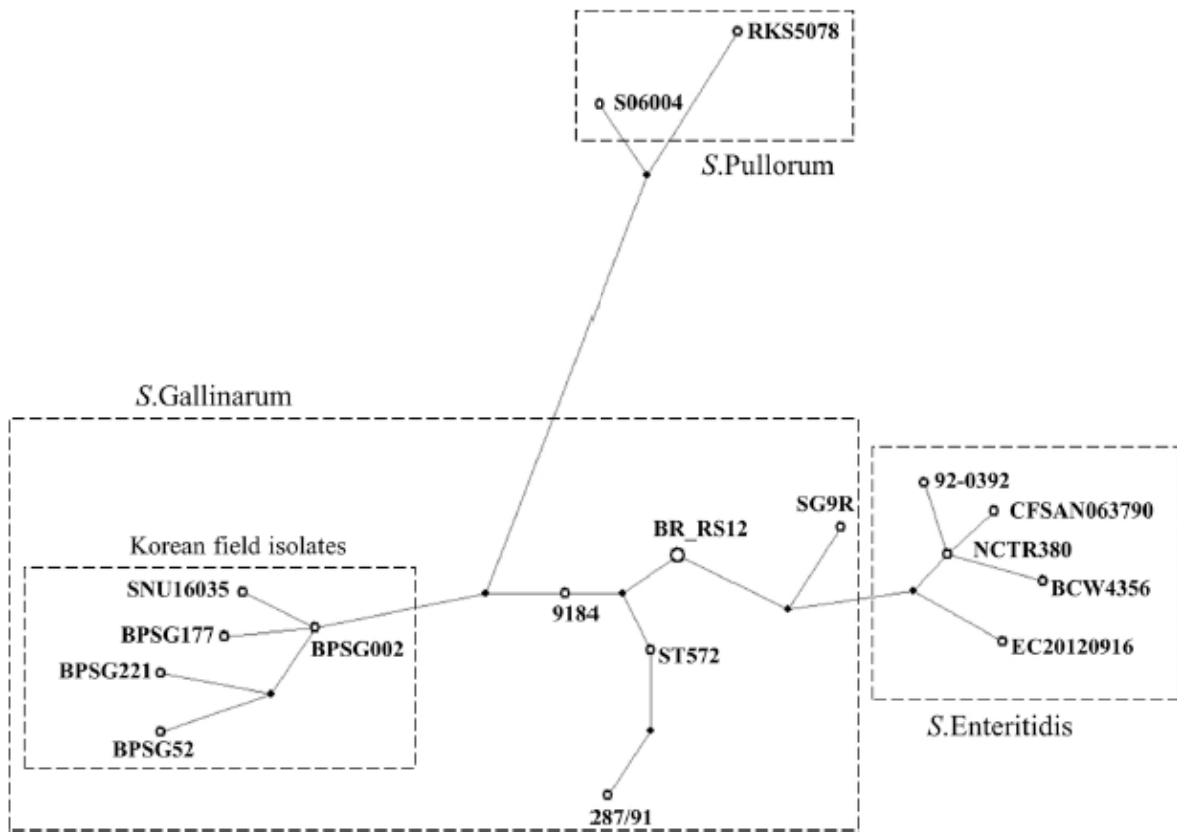 RKS5078
S06004
S.Pullorum
S.Gallinarum
92-0392
SG9R
CFSAN063790
BR_RS12
Korean field isolates
NCTR380
SNU16035
BCW4356
9184
BPSG177
BPSG002
EC20120916
ST572
BPSG221
S.Enteritidis
BPSG52
287/91